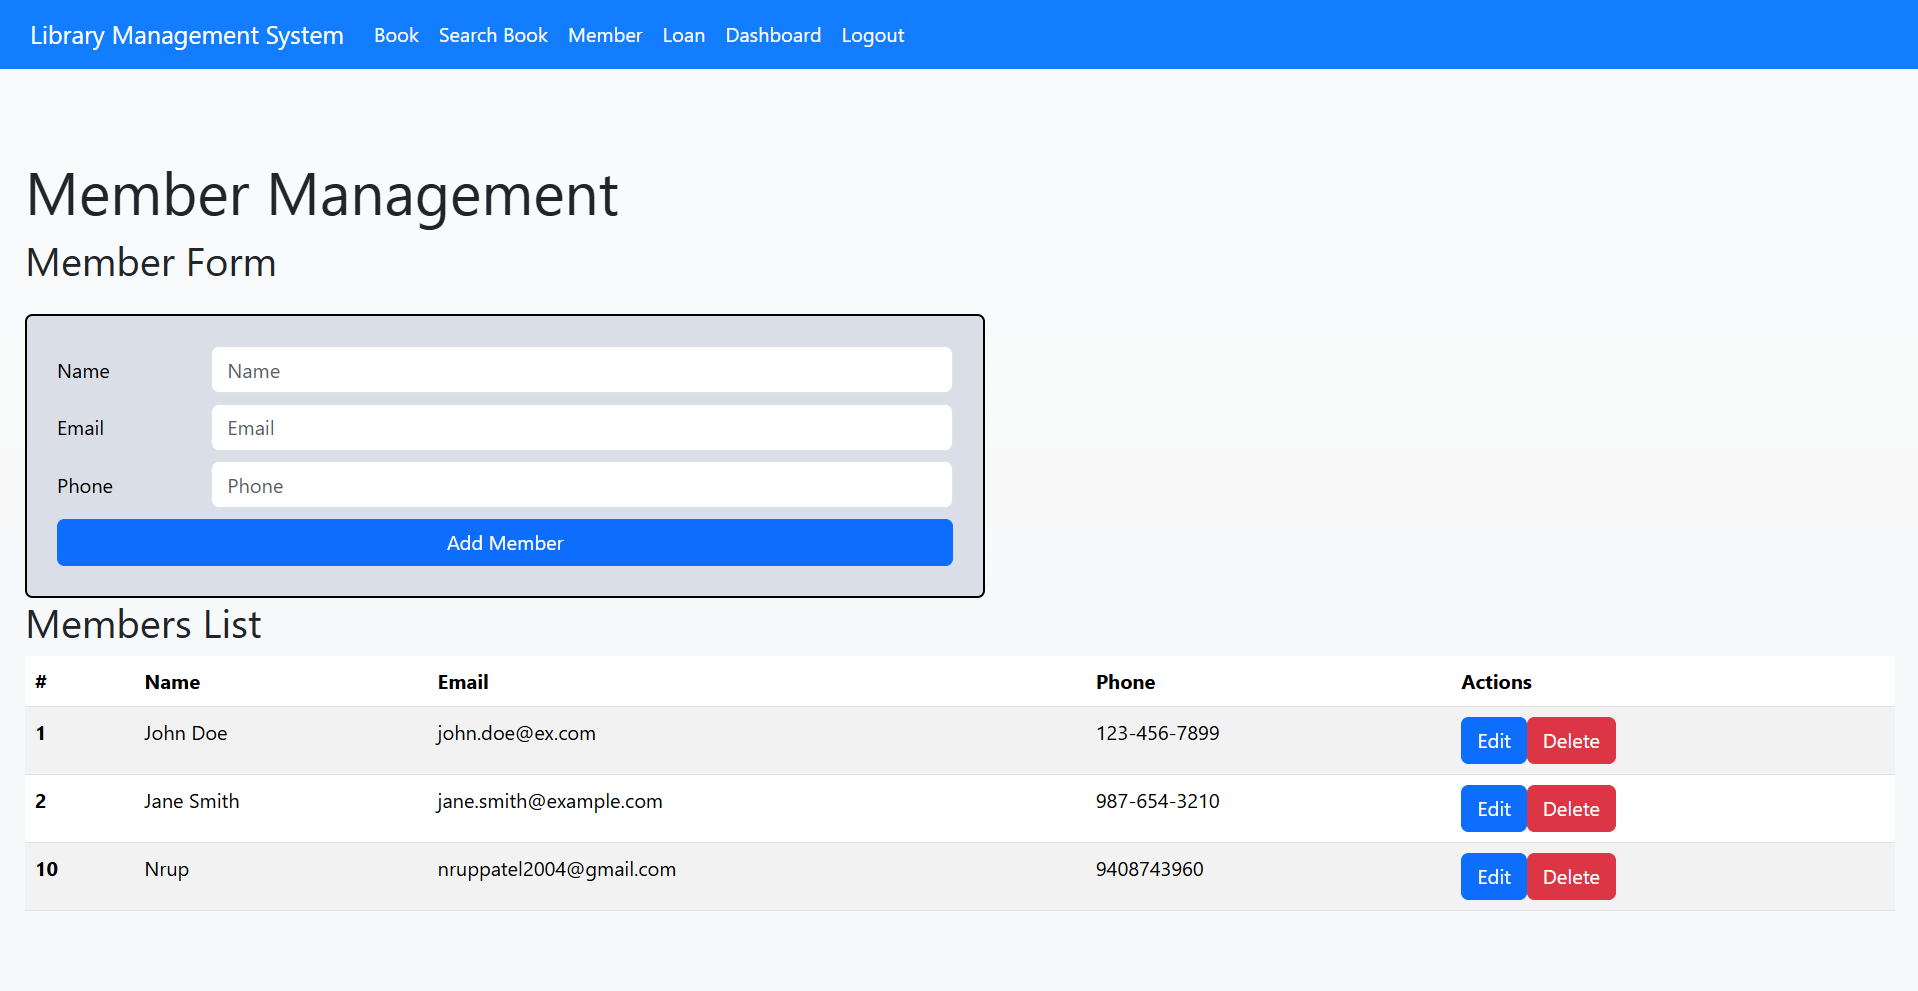 Library Management System Book Search Book Member Loan Dashboard Logout
Member Management
Member Form
Name Name
Email Email
Phone Phone
Add Member
Members List
# Name Email Phone Actions
1 John Doe john.doe@ex.com 123-456-7899 Edit Delete
2 Jane Smith jane.smith@example.com 987-654-3210 Edit Delete
10 Nrup nruppatel2004@gmail.com 9408743960 Edit Delete